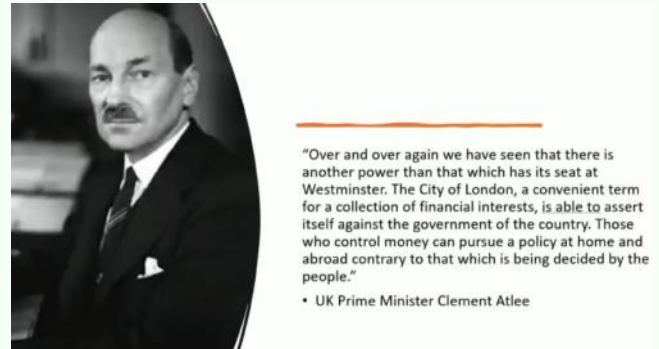 “Over and over again we have seen that there is
another power than that which has its seat at
Westminster. The City of London, a convenient term
for a collection of financial interests, is able to assert
itself against the government of the country. Those
who control money can pursue a policy at home and
abroad contrary to that which is being decided by the
people.”
• UK Prime Minister Clement Atlee